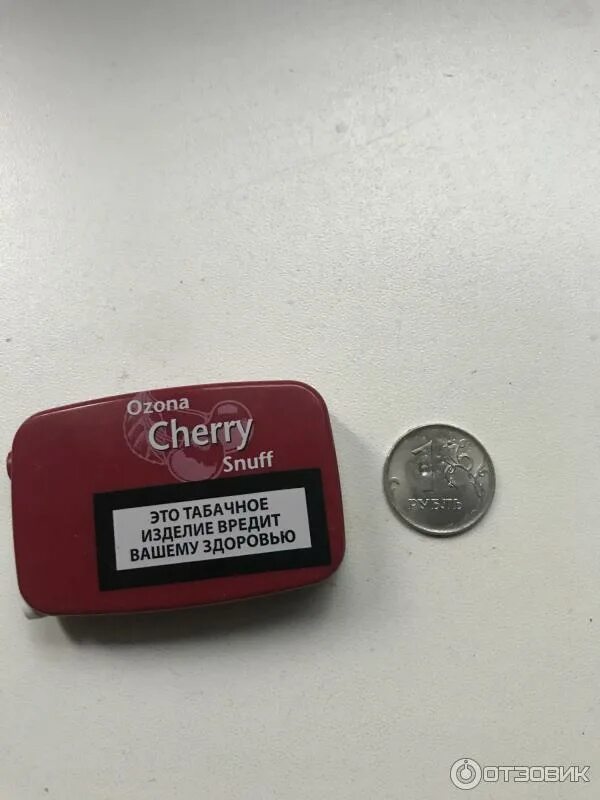 Ozona
Cherry
Snuff
ЭТО ТАБАЧНОЕ
ИЗДЕЛИЕ ВРЕДИТ
ВАШЕМУ ЗДОРОВЬЮ
1
РУБЛЬ
ОТЗОВИК